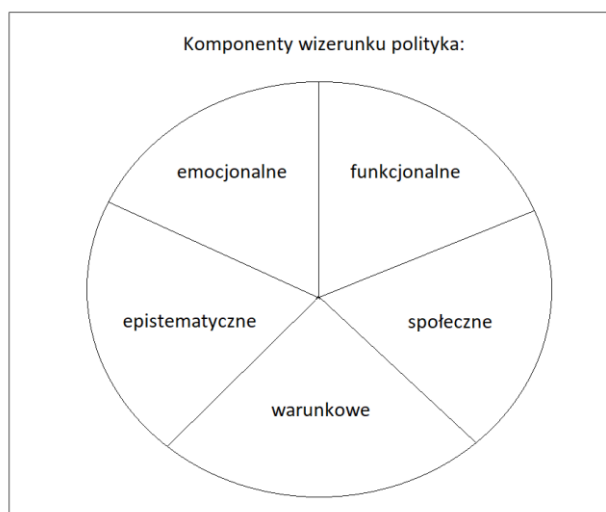 Komponenty wizerunku polityka:
emocjonalne
funkcjonalne
epistematyczne
społeczne
warunkowe